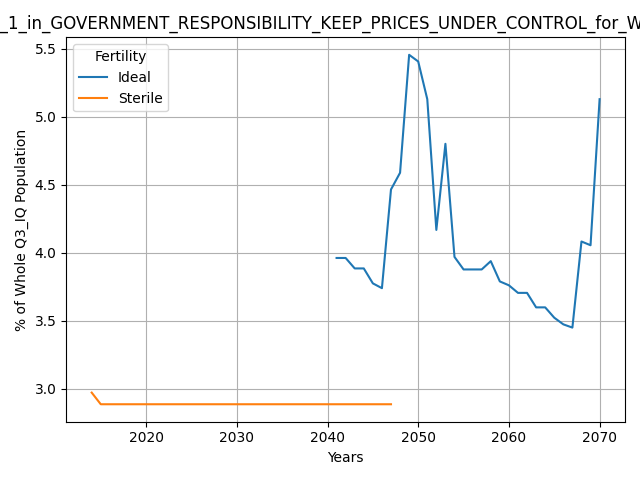 _1_in_GOVERNMENT_RESPONSIBILITY_KEEP_PRICES_UNDER_CONTROL_for_W
Fertility
Ideal
Sterile
% of Whole Q3_IQ Population
5.5
5.0
4.5
4.0
3.5
3.0
2020 2030 2040 2050 2060 2070
Years